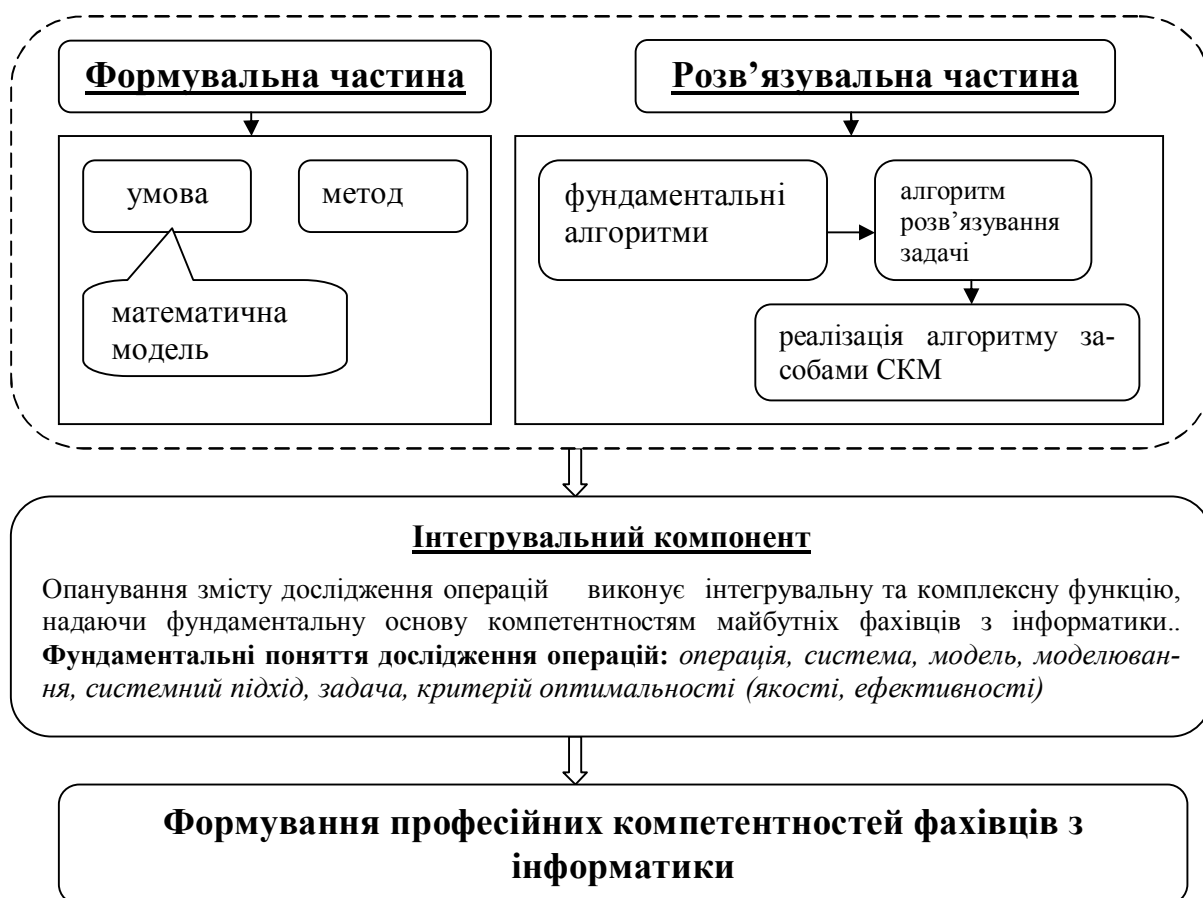 Формувальна частина
Розв’язувальна частина
умова
метод
математична
модель
фундаментальні
алгоритми
алгоритм
розв’язування
задачі
реалізація алгоритму за-
собами СКМ
Інтегрувальний компонент
Опанування змісту дослідження операцій виконує інтегрувальну та комплексну функцію,
надаючи фундаментальну основу компетентностям майбутніх фахівців з інформатики..
Фундаментальні поняття дослідження операцій: операція, система, модель, моделюван-
ня, системний підхід, задача, критерій оптимальності (якості, ефективності)
Формування професійних компетентностей фахівців з
інформатики